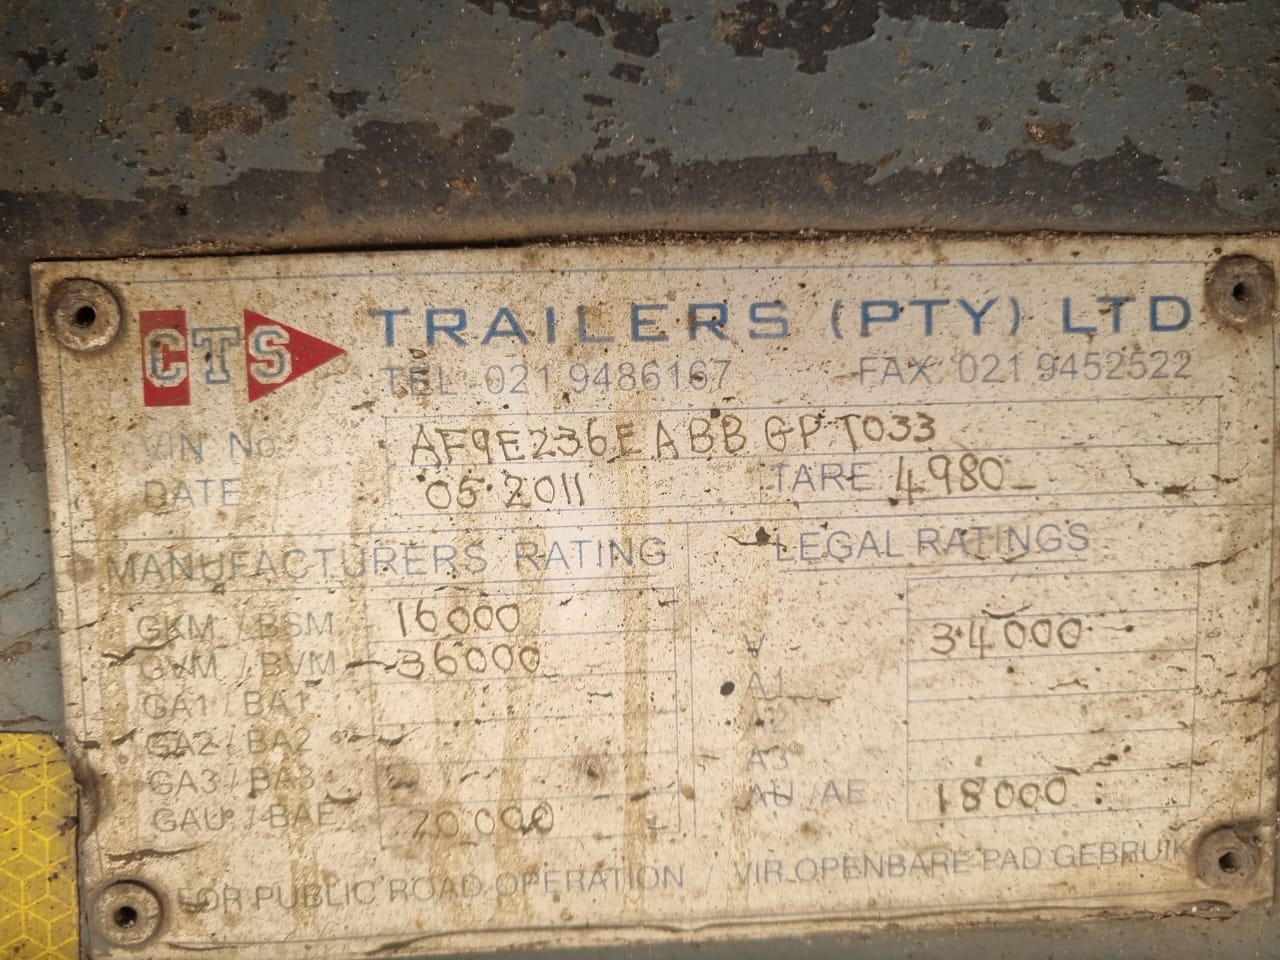 CTS TRAILERS (PTY) LTD
TEL 021 9486167 FAX 021 9452522
VIN No. AF9E236EABBGPT033
DATE 05.2011 TARE 4980
MANUFACTURERS RATING LEGAL RATINGS
GKM / BSM 16000
GVM / BVM 36000 V 34000
GA1 / BA1 A1
GA2 / BA2 A2
GA3 / BA3 A3
GAU / BAE 20000 AU / AE 18000
FOR PUBLIC ROAD OPERATION / VIR OPENBARE PAD GEBRUIK